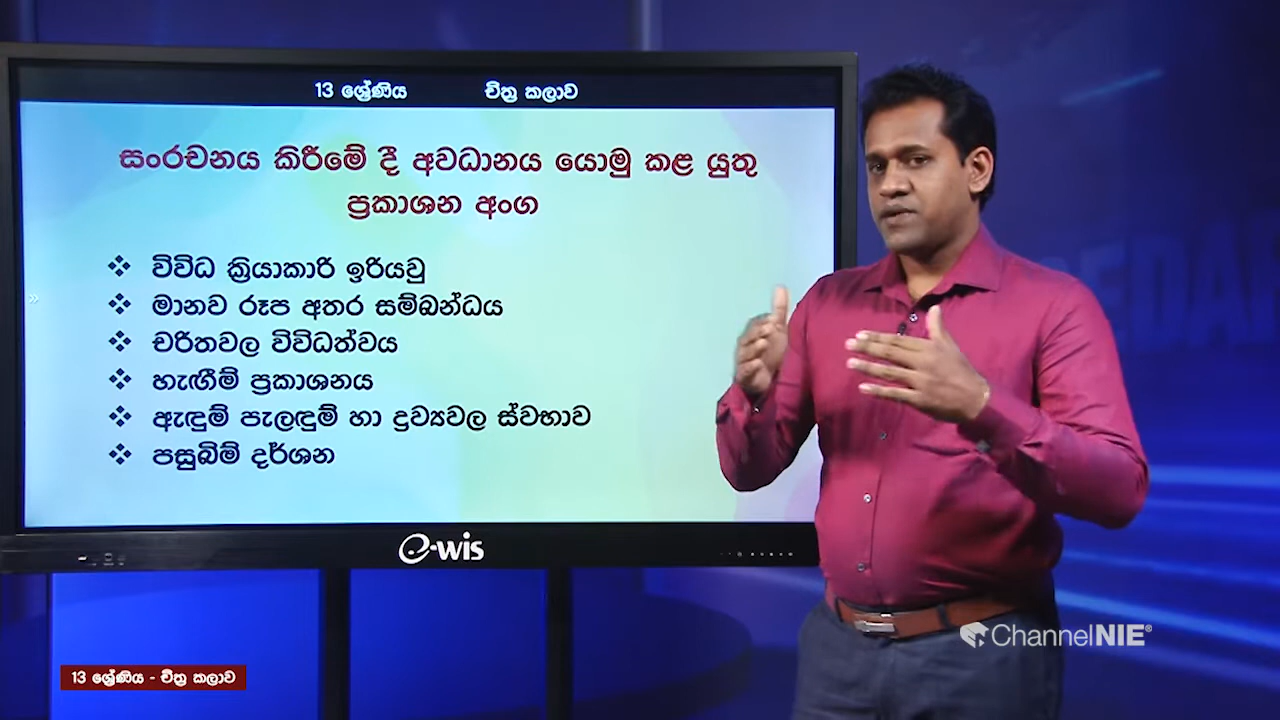 13 ශ්‍රේණිය චිත්‍ර කලාව
සංරචනය කිරීමේ දී අවධානය යොමු කළ යුතු
ප්‍රකාශන අංග
❖ විවිධ ක්‍රියාකාරි ඉරියවු
❖ මානව රූප අතර සම්බන්ධය
❖ චරිතවල විවිධත්වය
❖ හැඟීම් ප්‍රකාශනය
❖ ඇඳුම් පැලඳුම් හා ද්‍රව්‍යවල ස්වභාව
❖ පසුබිම් දර්ශන
e-wis
ChannelNIE®
13 ශ්‍රේණිය - චිත්‍ර කලාව